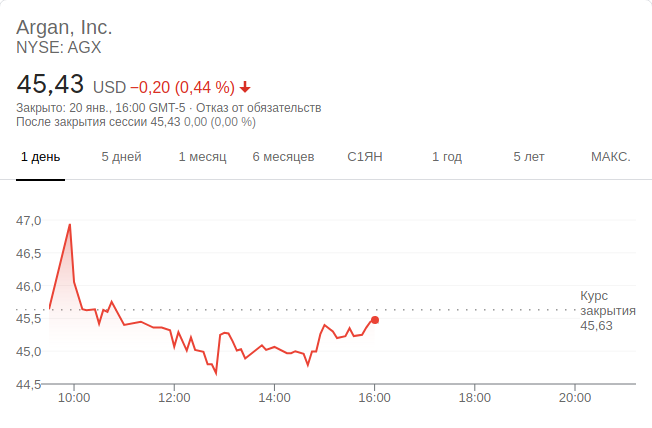 Argan, Inc.
NYSE: AGX
45,43 USD −0,20 (0,44 %)
Закрыто: 20 янв., 16:00 GMT-5 · Отказ от обязательств
После закрытия сессии 45,43 0,00 (0,00 %)
1 день 5 дней 1 месяц 6 месяцев С1ЯН 1 год 5 лет МАКС.
47,0
46,5
46,0
45,5
45,0
44,5
Курс
закрытия
45,63
10:00 12:00 14:00 16:00 18:00 20:00